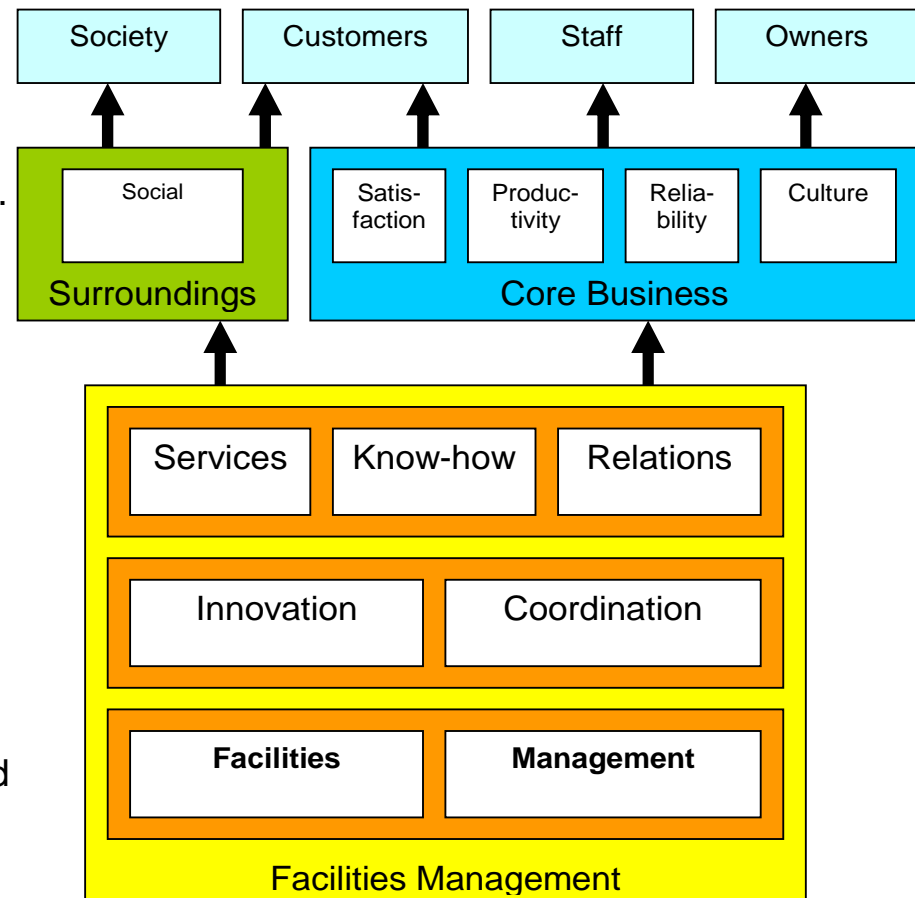 Society
Customers
Staff
Owners
.
Social
Satis-
faction
Produc-
tivity
Relia-
bility
Culture
Surroundings
Core Business
Services
Know-how
Relations
Innovation
Coordination
d
Facilities
Management
Facilities Management